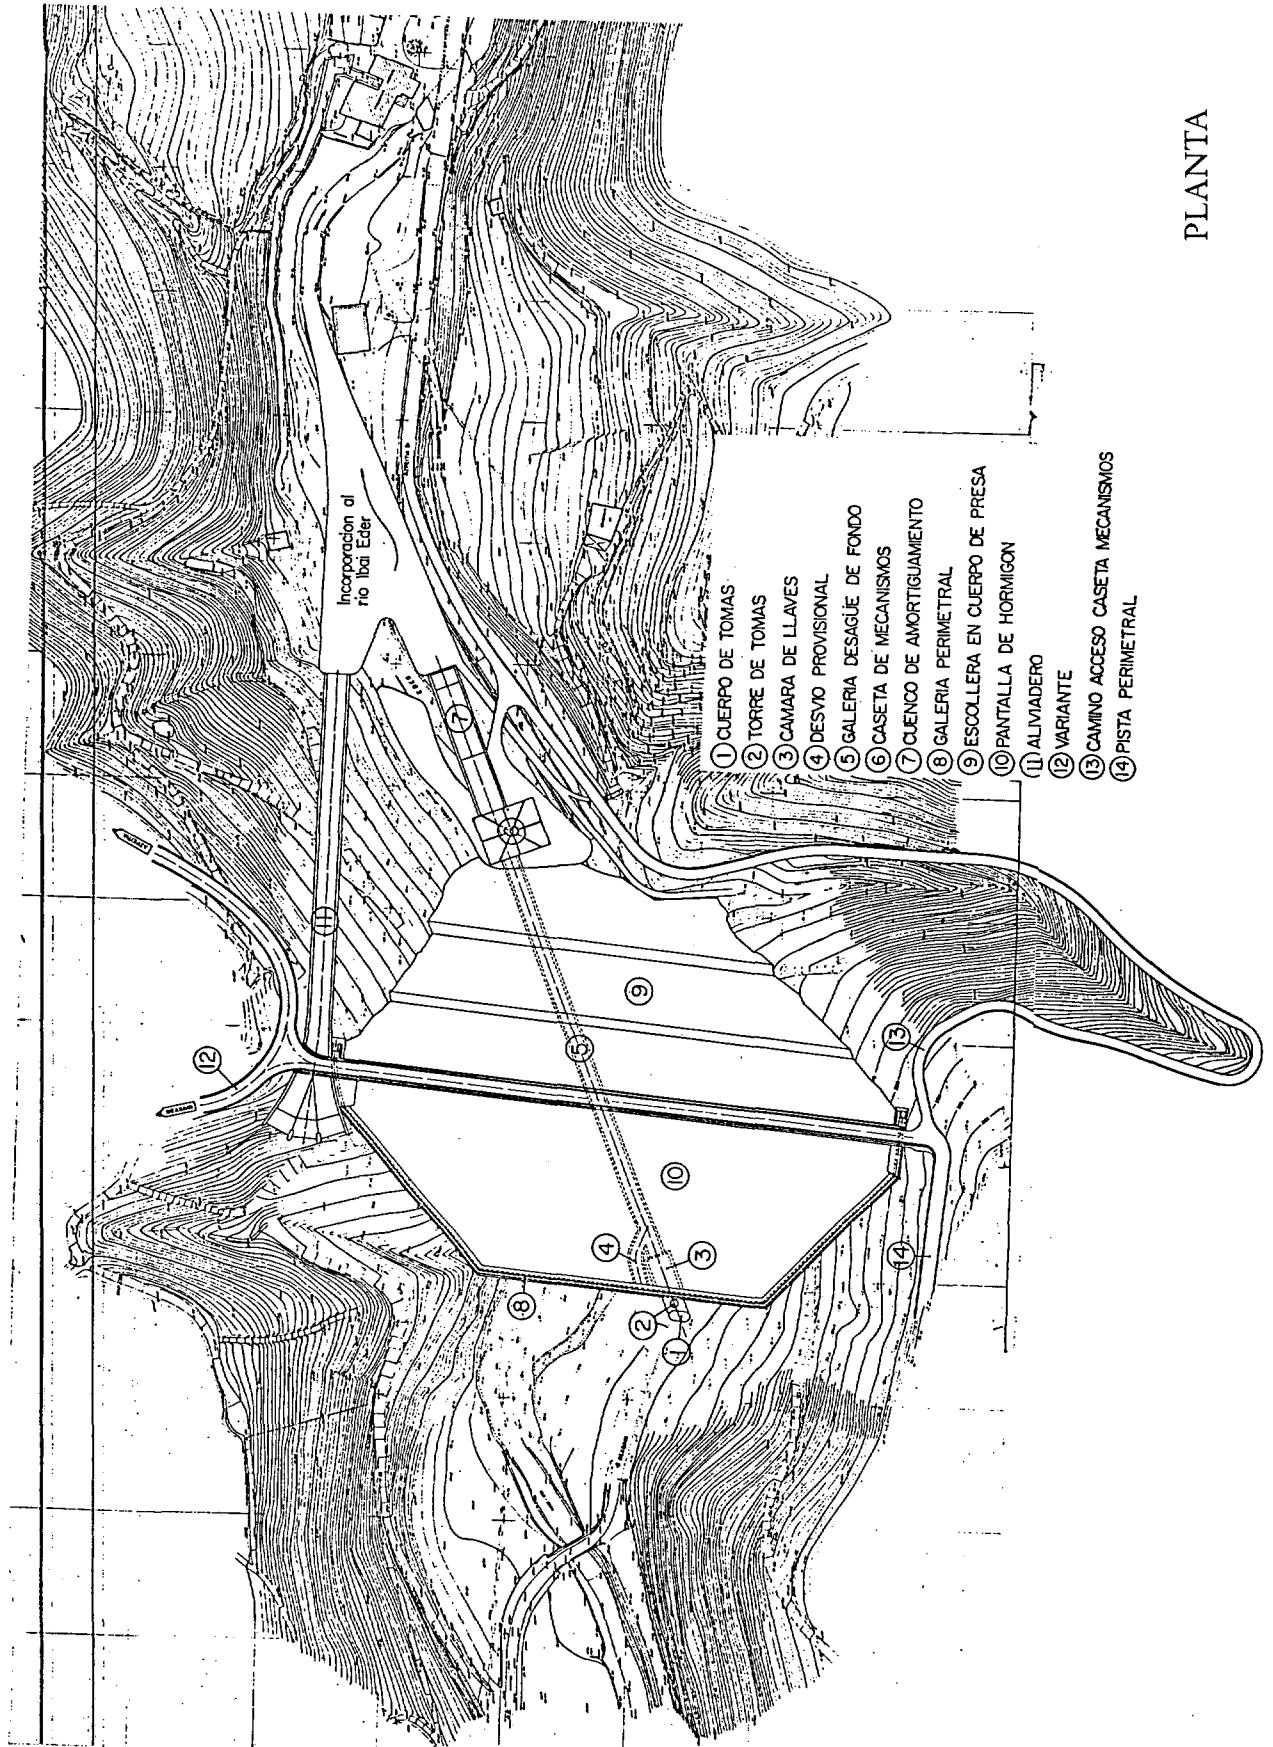 PLANTA
Incorporacion al
rio Ibai Eder
① CUERPO DE TOMAS
② TORRE DE TOMAS
③ CAMARA DE LLAVES
④ DESVIO PROVISIONAL
⑤ GALERIA DESAGÜE DE FONDO
⑥ CASETA DE MECANISMOS
⑦ CUENCO DE AMORTIGUAMIENTO
⑧ GALERIA PERIMETRAL
⑨ ESCOLLERA EN CUERPO DE PRESA
⑩ PANTALLA DE HORMIGON
⑪ ALIVIADERO
⑫ VARIANTE
⑬ CAMINO ACCESO CASETA MECANISMOS
⑭ PISTA PERIMETRAL
⑫
⑪
⑦
⑥
⑤
⑨
⑩
④
③
②
①
⑧
⑬
⑭